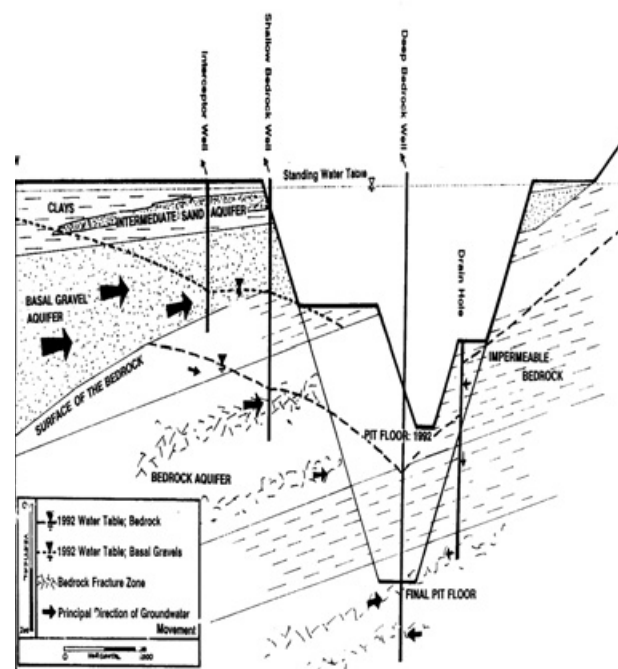 Interceptor Well
Shallow Bedrock Well
Deep Bedrock Well
Standing Water Table
CLAYS
INTERMEDIATE SAND AQUIFER
BASAL GRAVEL
AQUIFER
Drain Hole
IMPERMEABLE
BEDROCK
SURFACE OF THE BEDROCK
PIT FLOOR: 1992
BEDROCK AQUIFER
FINAL PIT FLOOR
1992 Water Table; Bedrock
1992 Water Table; Basal Gravels
Bedrock Fracture Zone
Principal Direction of Groundwater
Movement
VERTICAL
HORIZONTAL